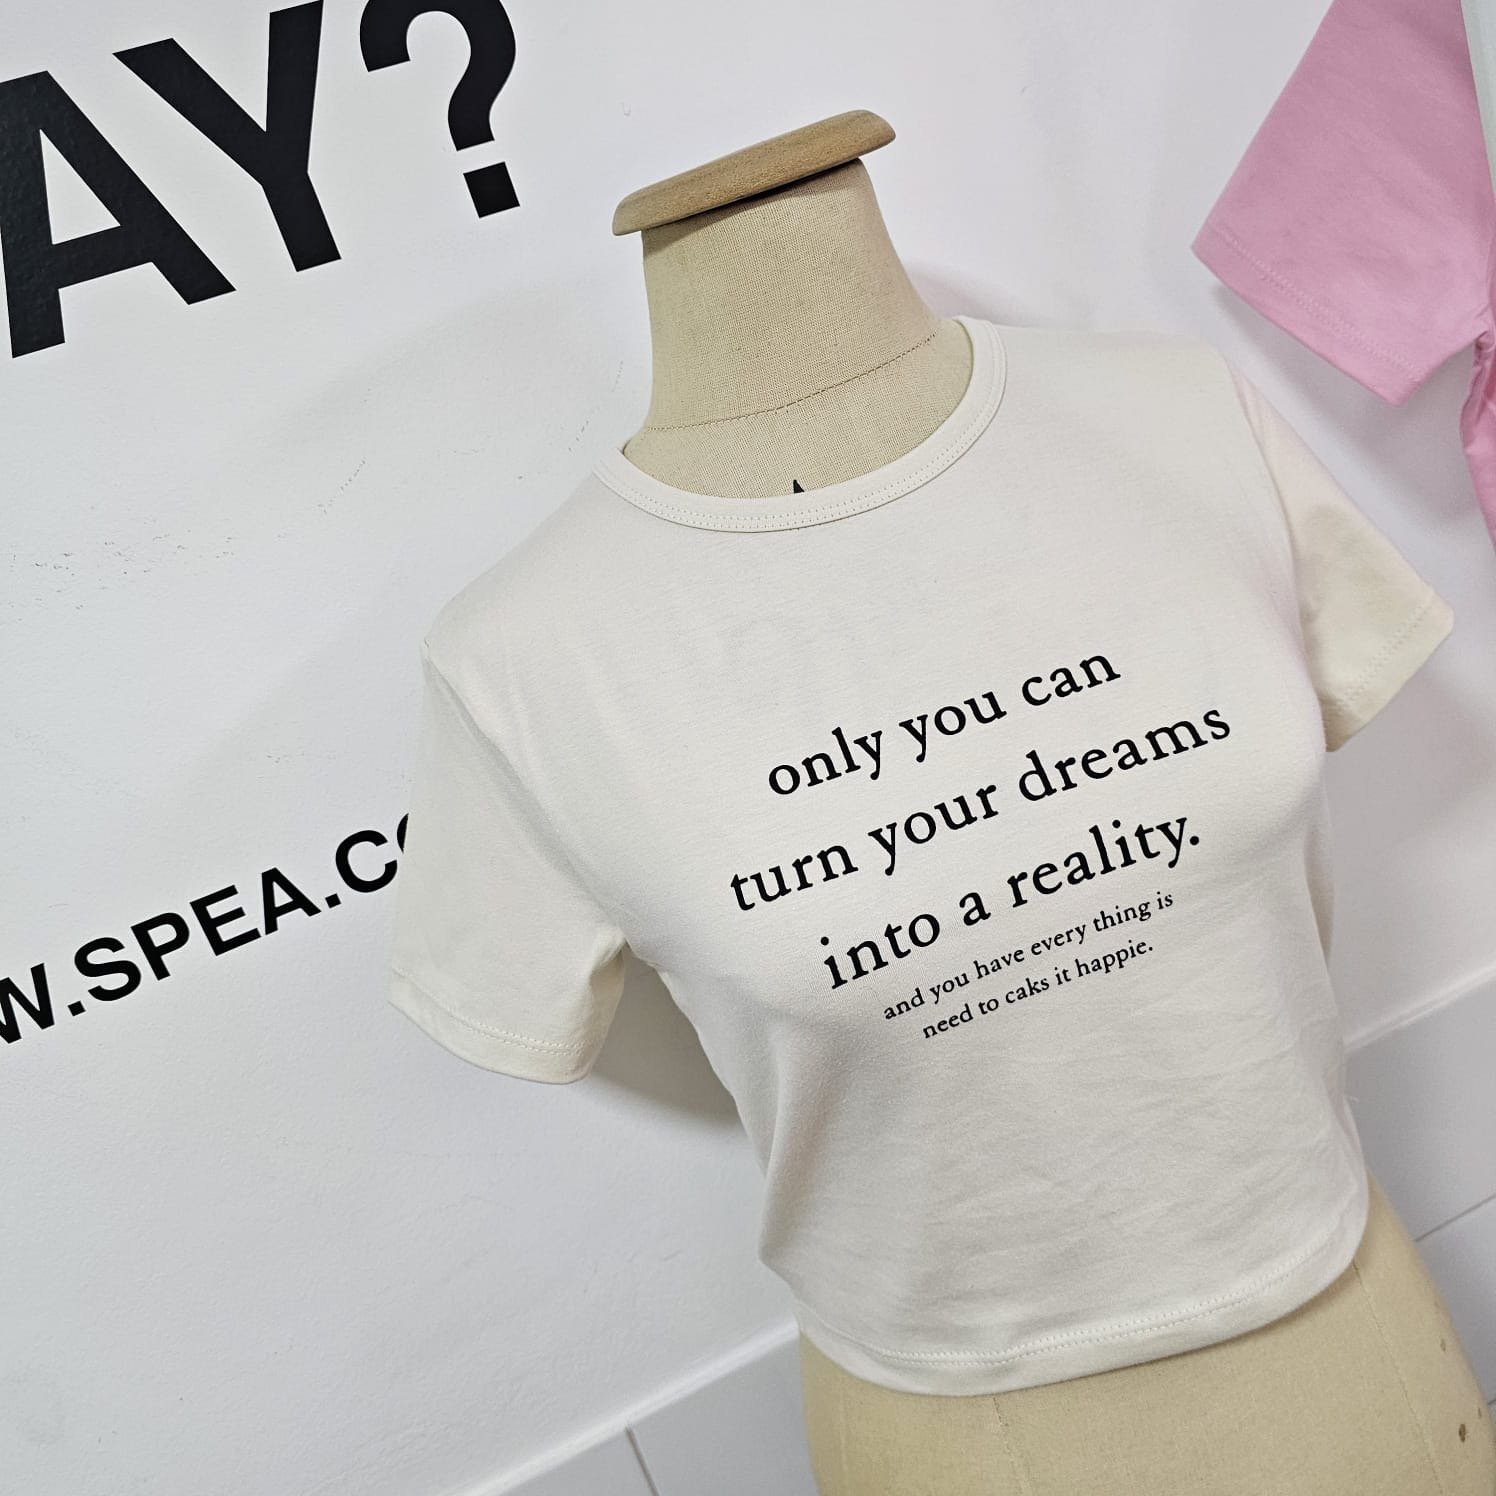 AY?
W.SPEA.CO
only you can
turn your dreams
into a reality.
and you have every thing is
need to caks it happie.